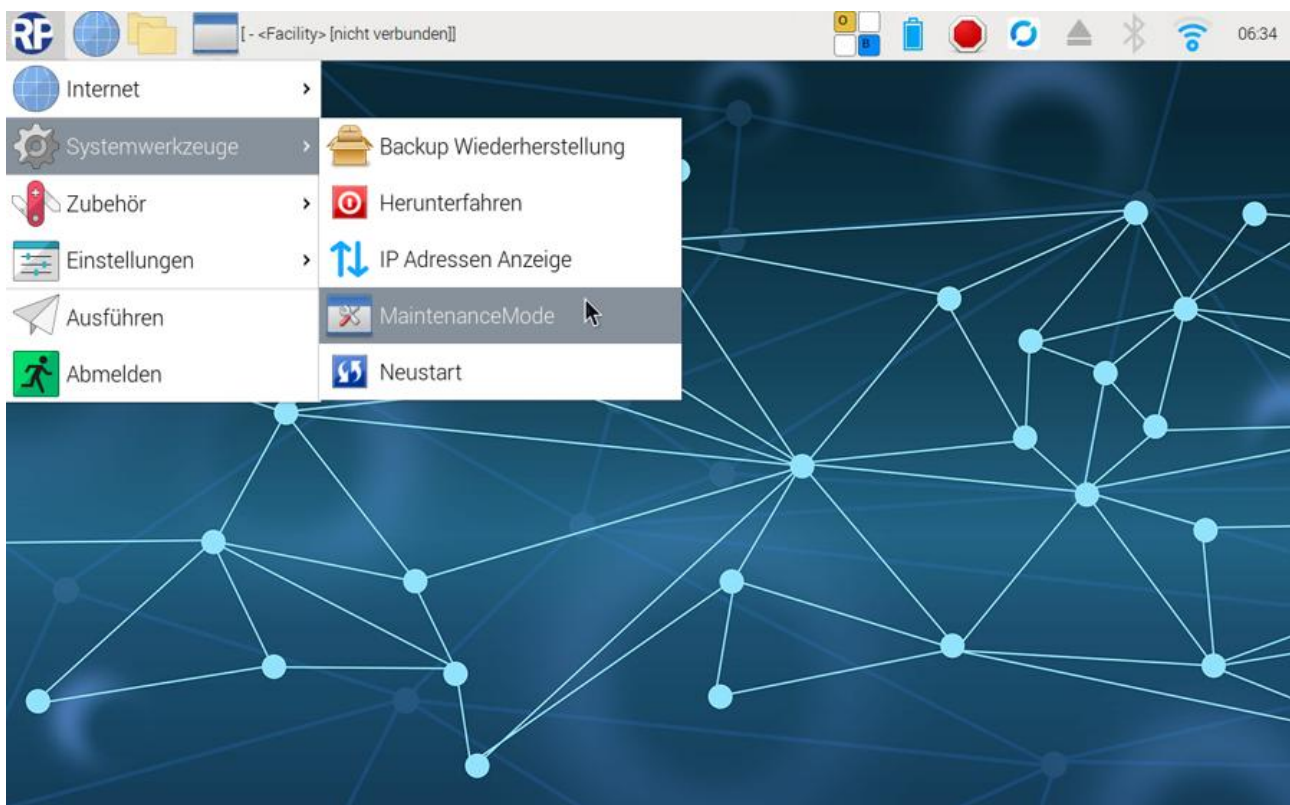 RP
[ - <Facility> [nicht verbunden]]
O
B
06:34
Internet
Systemwerkzeuge
Zubehör
Einstellungen
Ausführen
Abmelden
Backup Wiederherstellung
Herunterfahren
IP Adressen Anzeige
MaintenanceMode
Neustart